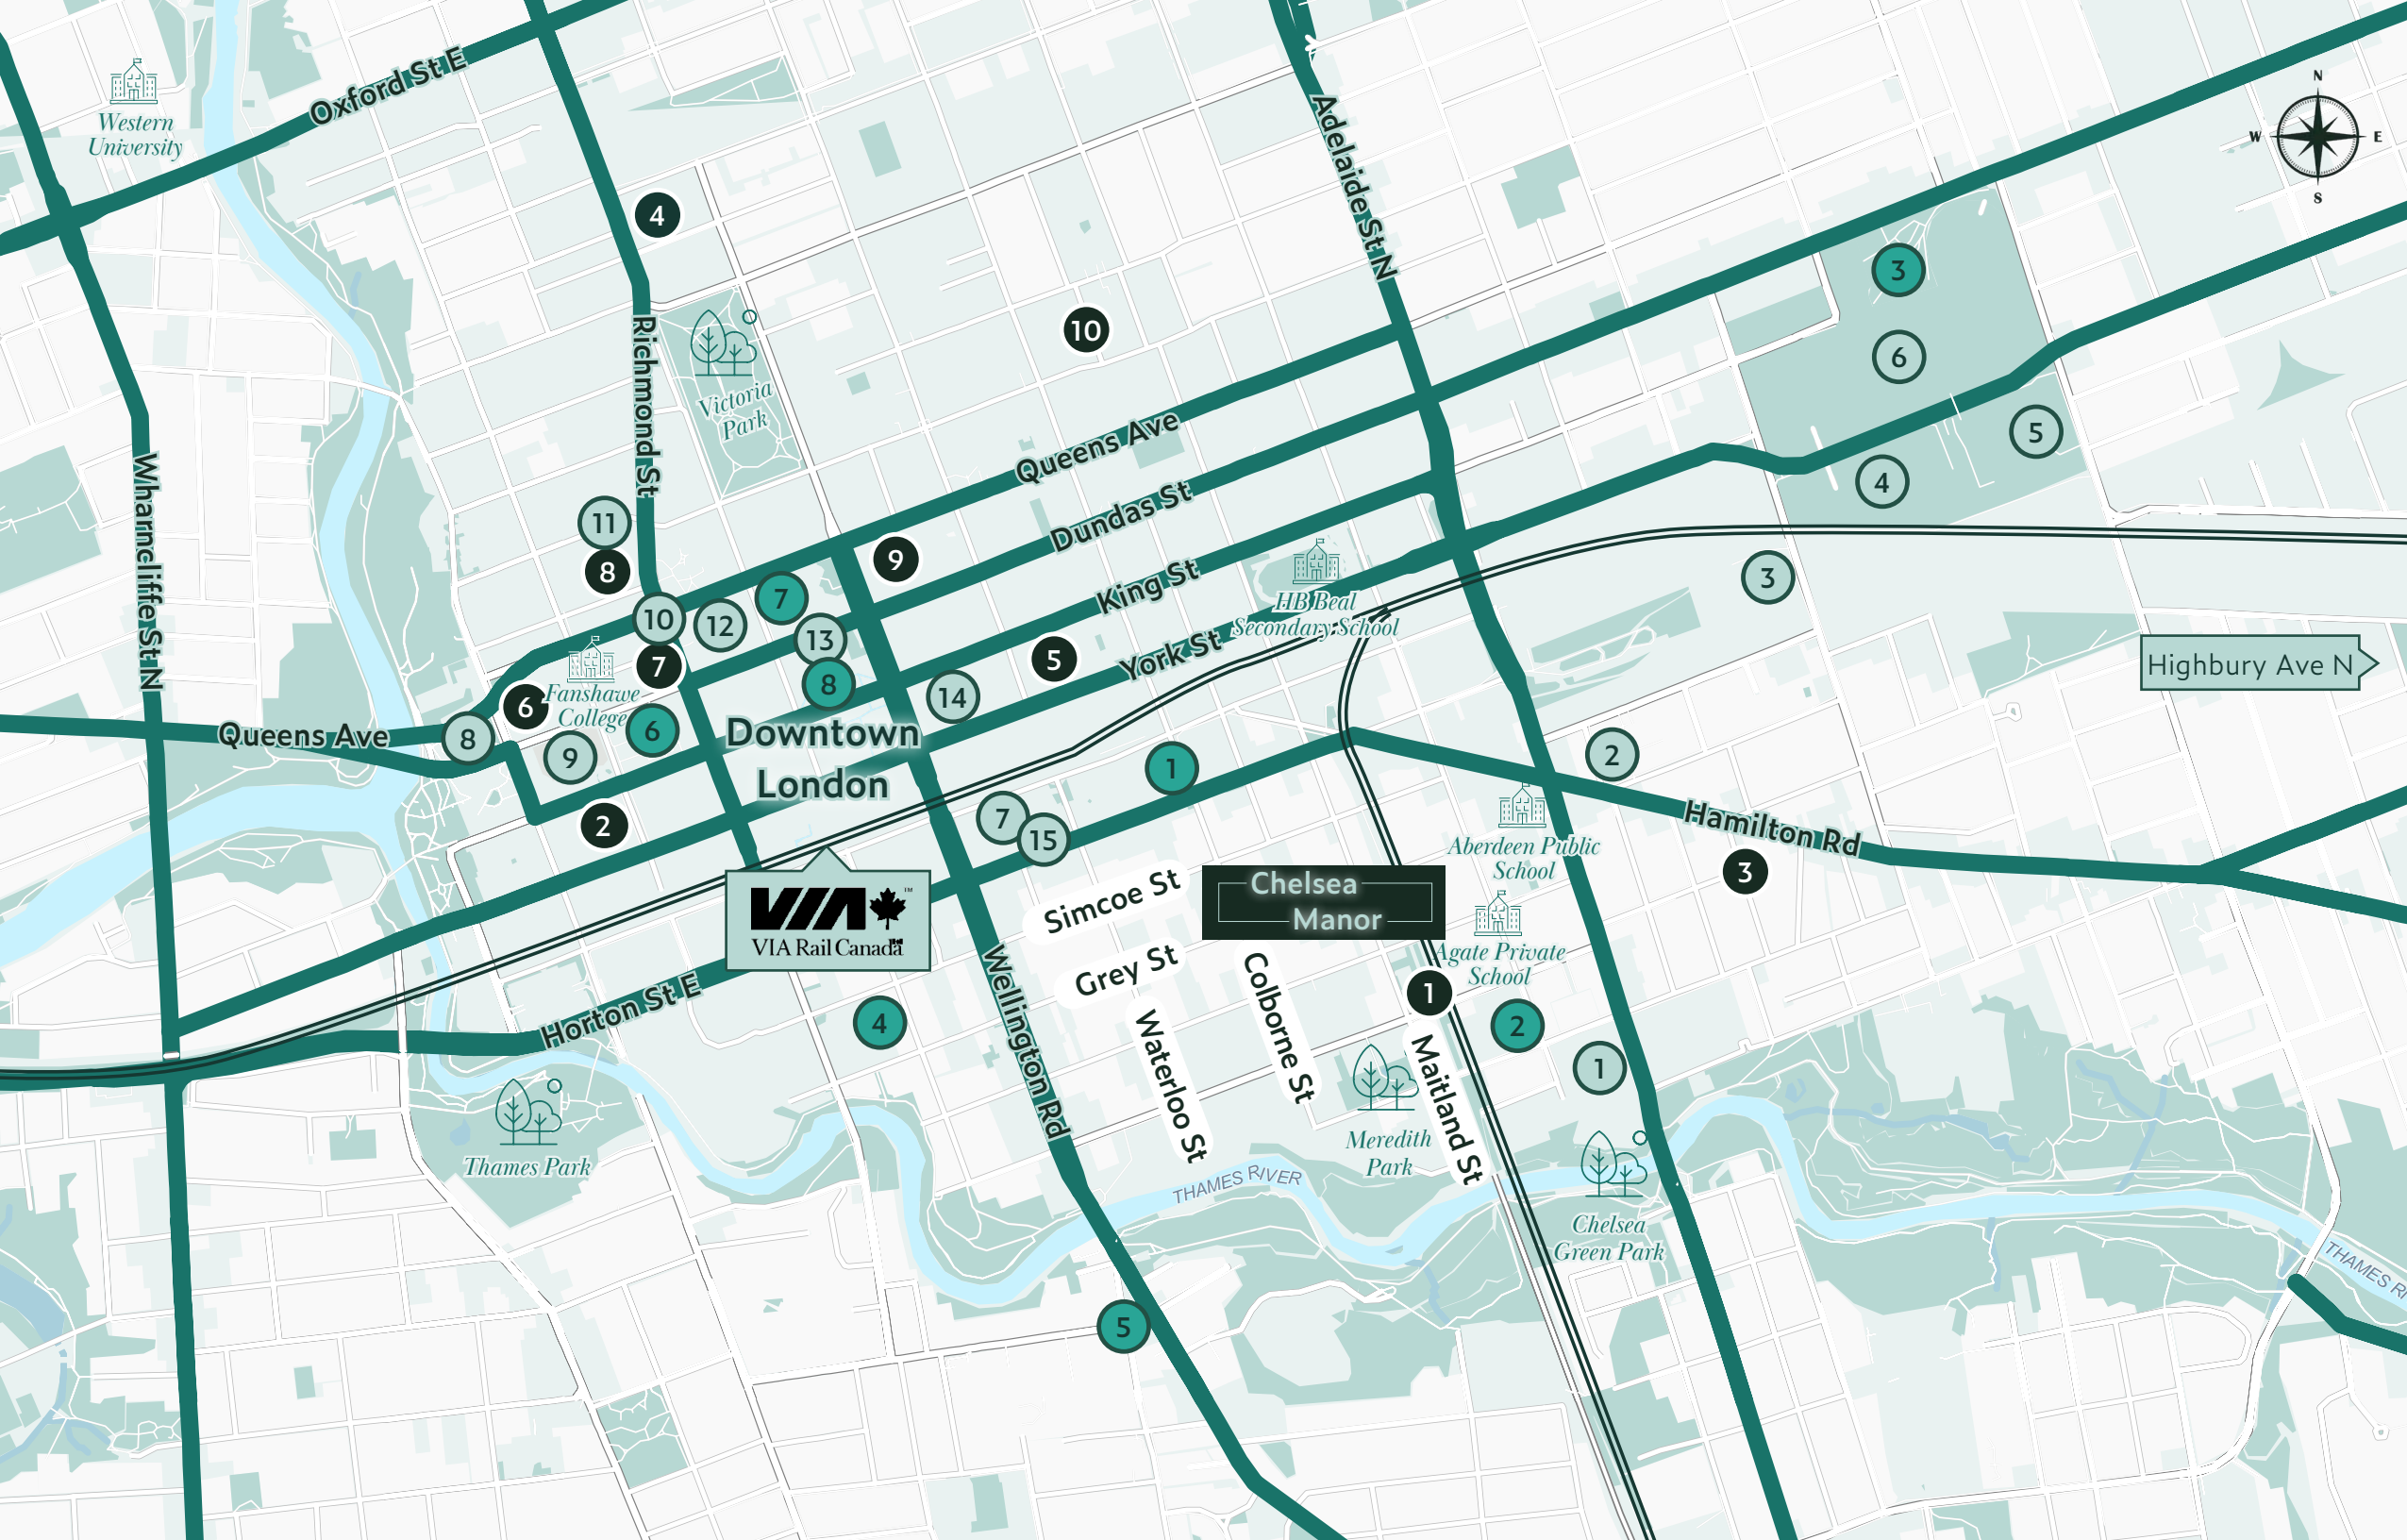 Oxford St E
Western
University
Adelaide St N
N
W
E
S
4
3
10
6
Richmond St
Victoria
Park
Queens Ave
5
4
Wharncliffe St N
Dundas St
11
8
9
King St
HB Beal
Secondary School
3
7
10
12
13
7
5
York St
Highbury Ave N
Fanshawe
College
6
8
14
Queens Ave
8
9
6
Downtown
London
2
1
2
7
15
Aberdeen Public
School
Hamilton Rd
3
VIA
™
VIA Rail Canada
Simcoe St
Chelsea
Manor
Grey St
Agate Private
School
Wellington Rd
Colborne St
1
Horton St E
4
2
Waterloo St
Maitland St
1
Thames Park
Meredith
Park
THAMES RIVER
Chelsea
Green Park
THAMES RI
5